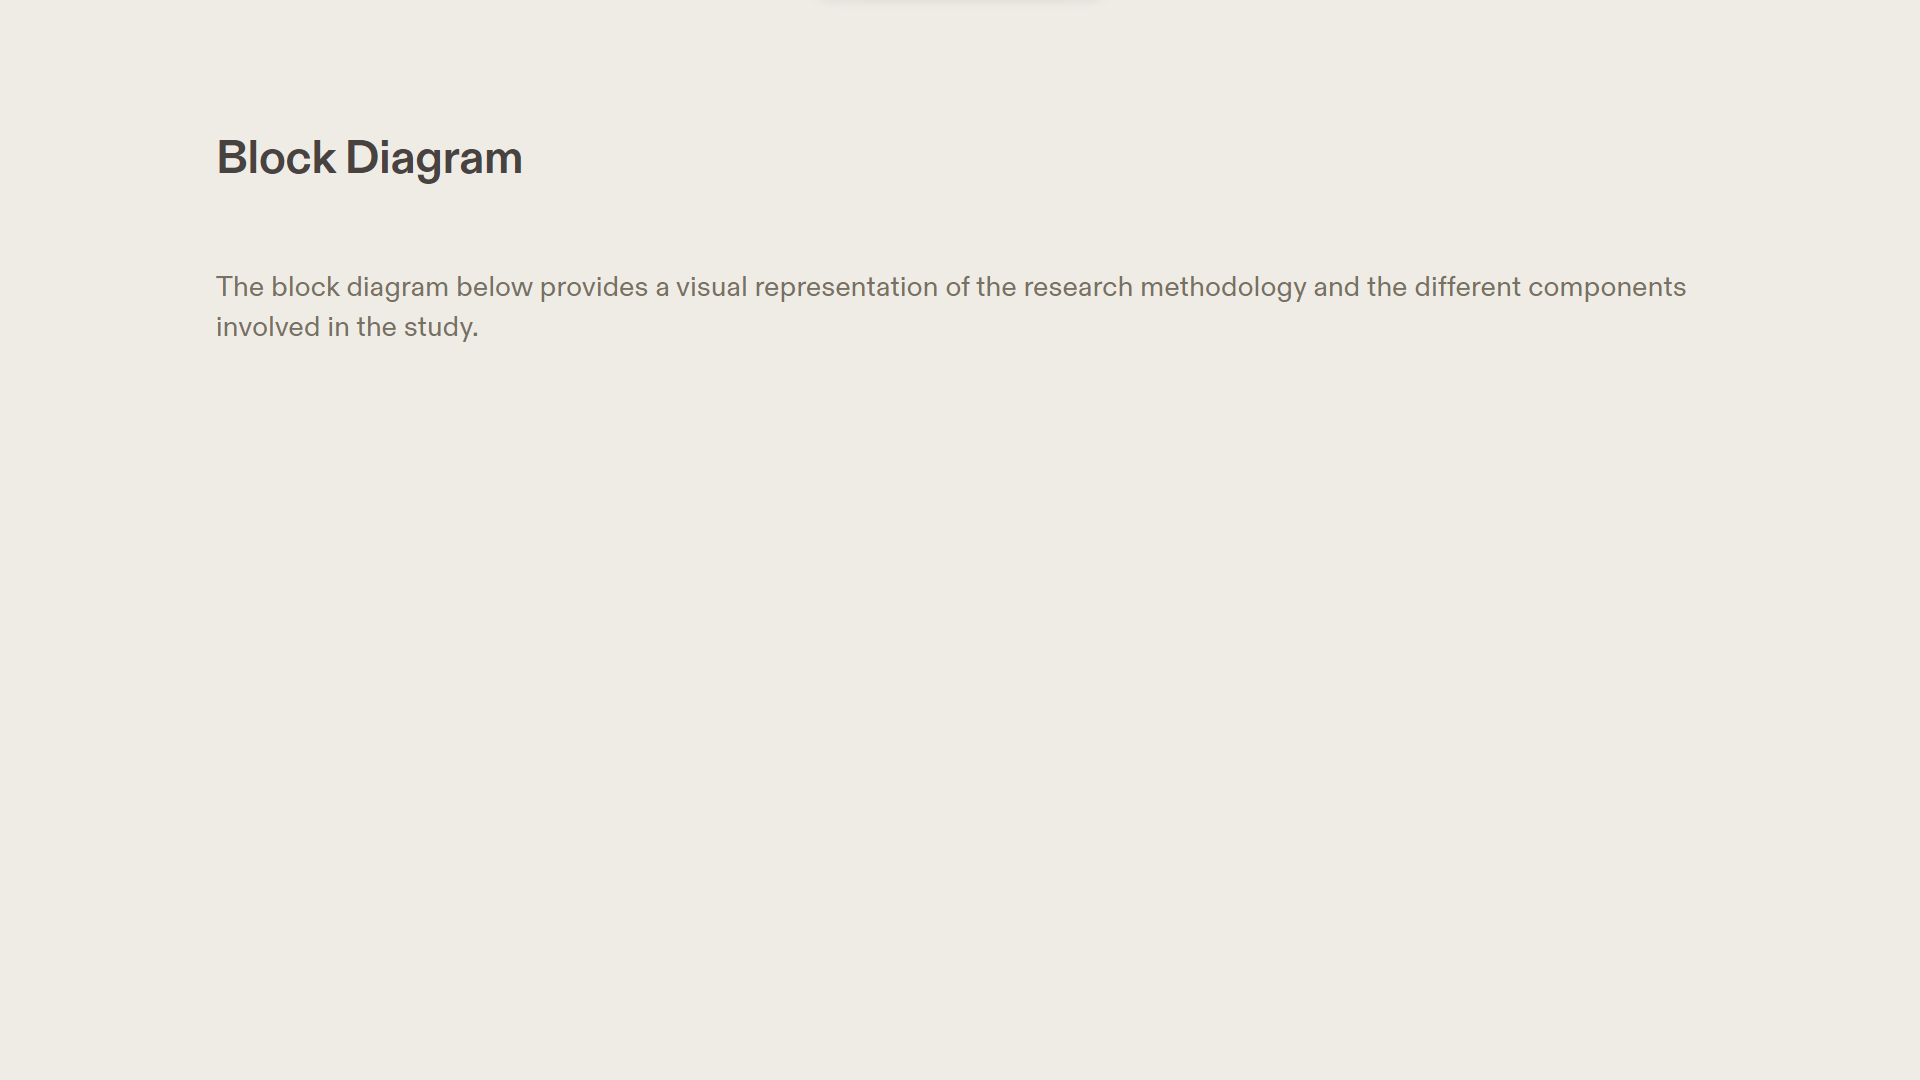 Block Diagram
The block diagram below provides a visual representation of the research methodology and the different components
involved in the study.